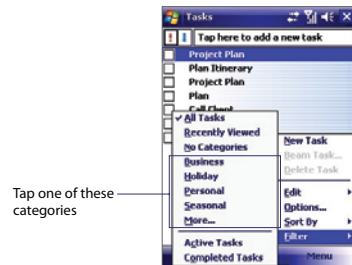 Tasks
Tap here to add a new task
Project Plan
Plan Itinerary
Project Plan
Plan
Call Client
All Tasks
Recently Viewed
No Categories
Business
Holiday
Personal
Seasonal
More...
Active Tasks
Completed Tasks
New Task
Beam Task...
Delete Task
Edit
Options...
Sort By
Filter
Menu
Tap one of these
categories